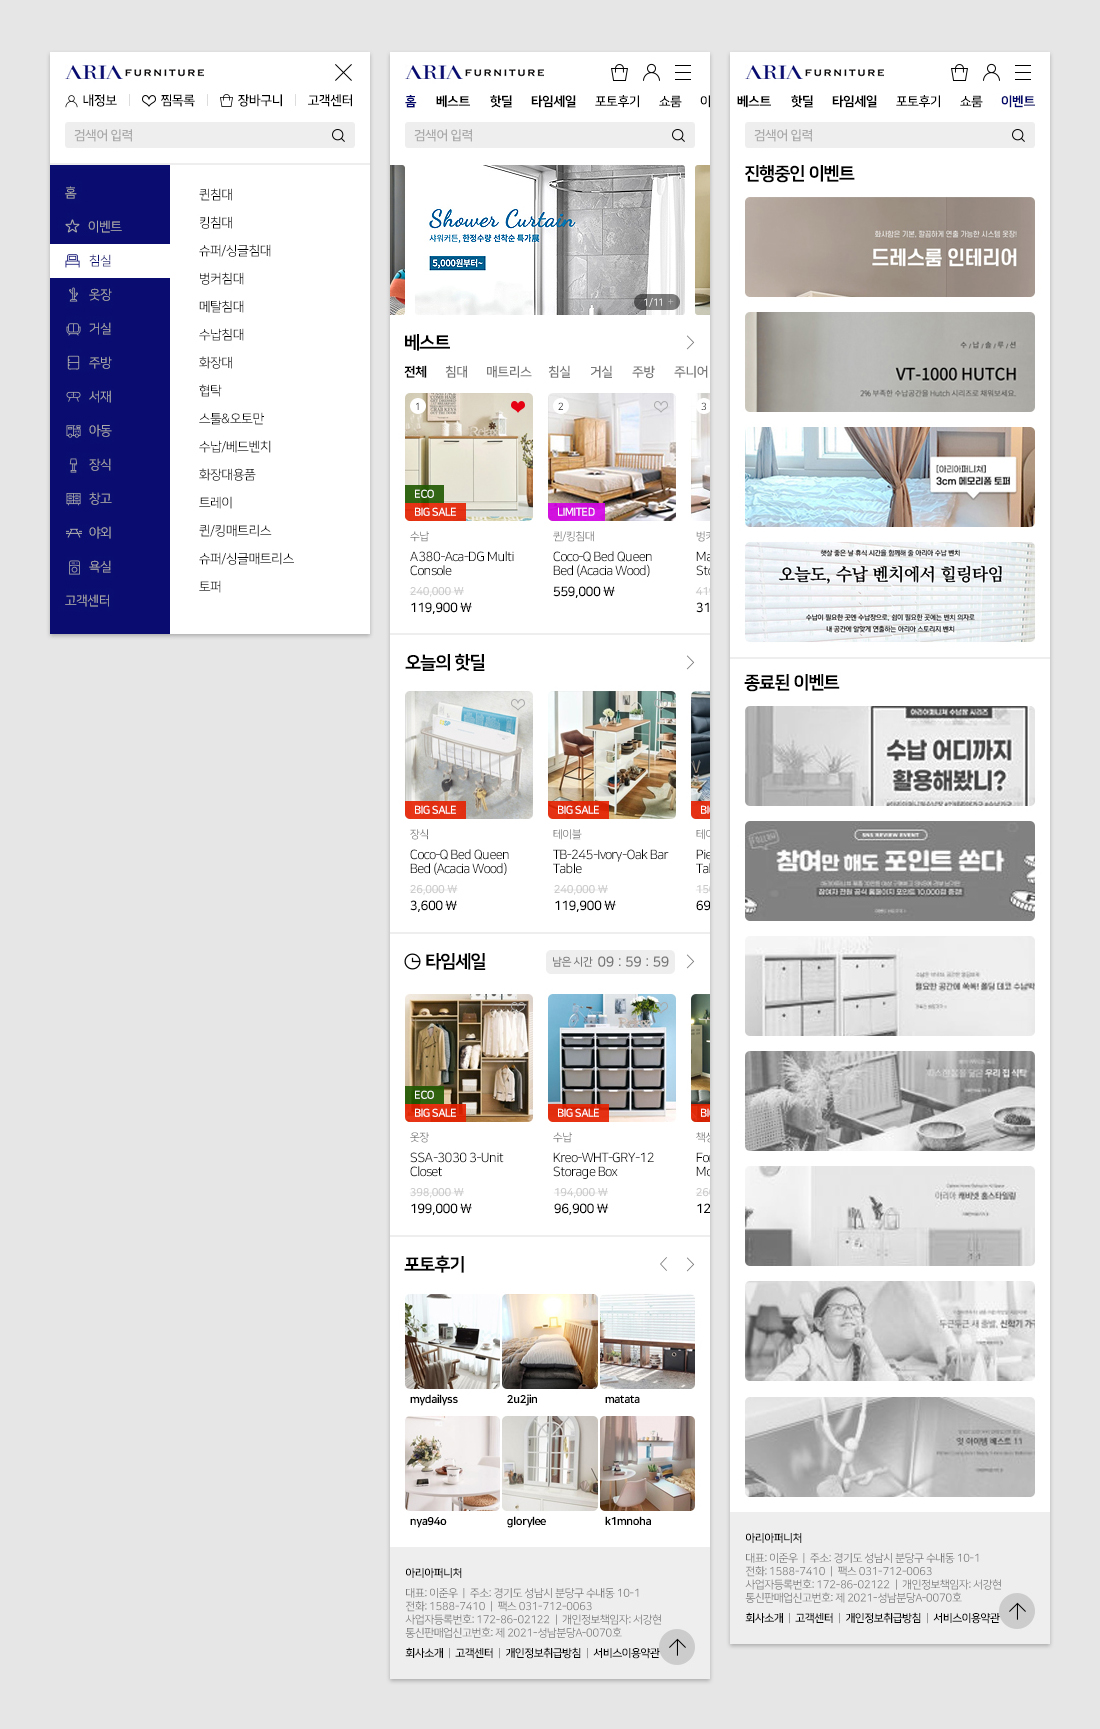 ARIA FURNITURE
내정보
찜목록
장바구니
고객센터
검색어 입력
홈
이벤트
침실
옷장
거실
주방
서재
아동
장식
창고
야외
욕실
고객센터
퀸침대
킹침대
슈퍼/싱글침대
벙커침대
메탈침대
수납침대
화장대
협탁
스툴&오토만
수납/베드벤치
화장대용품
트레이
퀸/킹매트리스
슈퍼/싱글매트리스
토퍼
ARIA FURNITURE
홈 베스트 핫딜 타임세일 포토후기 쇼룸 이
검색어 입력
Shower Curtain
샤워커튼, 한정수량 선착순 특가展
5,000원부터~
1/11 +
베스트
전체 침대 매트리스 침실 거실 주방 주니어
1
ECO
BIG SALE
수납
A380-Aca-DG Multi
Console
240,000 ₩
119,900 ₩
2
LIMITED
퀸/킹침대
Coco-Q Bed Queen
Bed (Acacia Wood)
559,000 ₩
3
벙커
Ma
Sto
419
31
오늘의 핫딜
BIG SALE
장식
Coco-Q Bed Queen
Bed (Acacia Wood)
26,000 ₩
3,600 ₩
BIG SALE
테이블
TB-245-Ivory-Oak Bar
Table
240,000 ₩
119,900 ₩
BI
테이
Pie
Tal
150
69
타임세일
남은 시간 09 : 59 : 59
ECO
BIG SALE
옷장
SSA-3030 3-Unit
Closet
398,000 ₩
199,000 ₩
BIG SALE
수납
Kreo-WHT-GRY-12
Storage Box
194,000 ₩
96,900 ₩
BI
책상
For
Mo
260
12
포토후기
mydailyss
2u2jin
matata
nya94o
glorylee
k1mnoha
아리아퍼니처
대표: 이준우 | 주소: 경기도 성남시 분당구 수내동 10-1
전화: 1588-7410 | 팩스 031-712-0063
사업자등록번호: 172-86-02122 | 개인정보책임자: 서강현
통신판매업신고번호: 제 2021-성남분당A-0070호
회사소개 | 고객센터 | 개인정보취급방침 | 서비스이용약관
ARIA FURNITURE
베스트 핫딜 타임세일 포토후기 쇼룸 이벤트
검색어 입력
진행중인 이벤트
화사함은 기본, 깔끔하게 연출 가능한 시스템 옷장!
드레스룸 인테리어
수/납/솔/루/션
VT-1000 HUTCH
2% 부족한 수납공간을 Hutch 시리즈로 채워보세요.
[아리아퍼니처]
3cm 메모리폼 토퍼
햇살 좋은 날 휴식 시간을 함께해 줄 아리아 수납 벤치
오늘도, 수납 벤치에서 힐링타임
수납이 필요한 곳엔 수납장으로, 쉼이 필요한 곳에는 벤치 의자로
내 공간에 알맞게 연출하는 아리아 스토리지 벤치
종료된 이벤트
아리아퍼니처 수납장 시리즈
수납 어디까지
활용해봤니?
SNS REVIEW EVENT
참여만 해도 포인트 쏜다
참여자 전원 공식 홈페이지 포인트 10,000점 증정!
필요한 공간에 쏙쏙! 폴딩 데코 수납박
우리 집 식탁
아리아 캐비넷 홈스타일링
두근두근 새 출발, 신학기 가구
잇 아이템 베스트 11
아리아퍼니처
대표: 이준우 | 주소: 경기도 성남시 분당구 수내동 10-1
전화: 1588-7410 | 팩스 031-712-0063
사업자등록번호: 172-86-02122 | 개인정보책임자: 서강현
통신판매업신고번호: 제 2021-성남분당A-0070호
회사소개 | 고객센터 | 개인정보취급방침 | 서비스이용약관